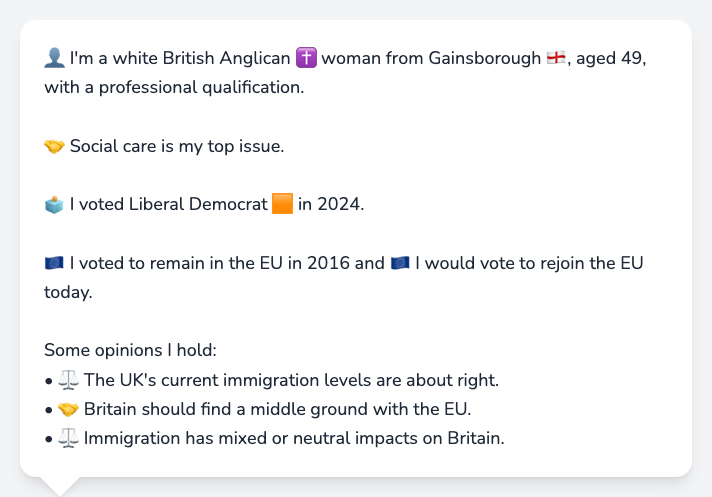 👤 I'm a white British Anglican ✝️ woman from Gainsborough 🏴󠁧󠁢󠁥󠁮󠁧󠁿, aged 49,
with a professional qualification.
🤝 Social care is my top issue.
🗳️ I voted Liberal Democrat 🟧 in 2024.
🇪🇺 I voted to remain in the EU in 2016 and 🇪🇺 I would vote to rejoin the EU
today.
Some opinions I hold:
• ⚖️ The UK's current immigration levels are about right.
• 🤝 Britain should find a middle ground with the EU.
• ⚖️ Immigration has mixed or neutral impacts on Britain.